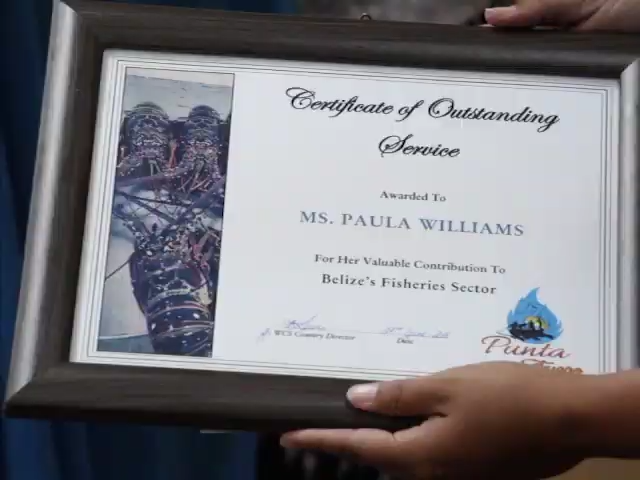 Certificate of Outstanding
Service
Awarded To
MS. PAULA WILLIAMS
For Her Valuable Contribution To
Belize's Fisheries Sector
WCS Country Director
Date
Punta
Fuego